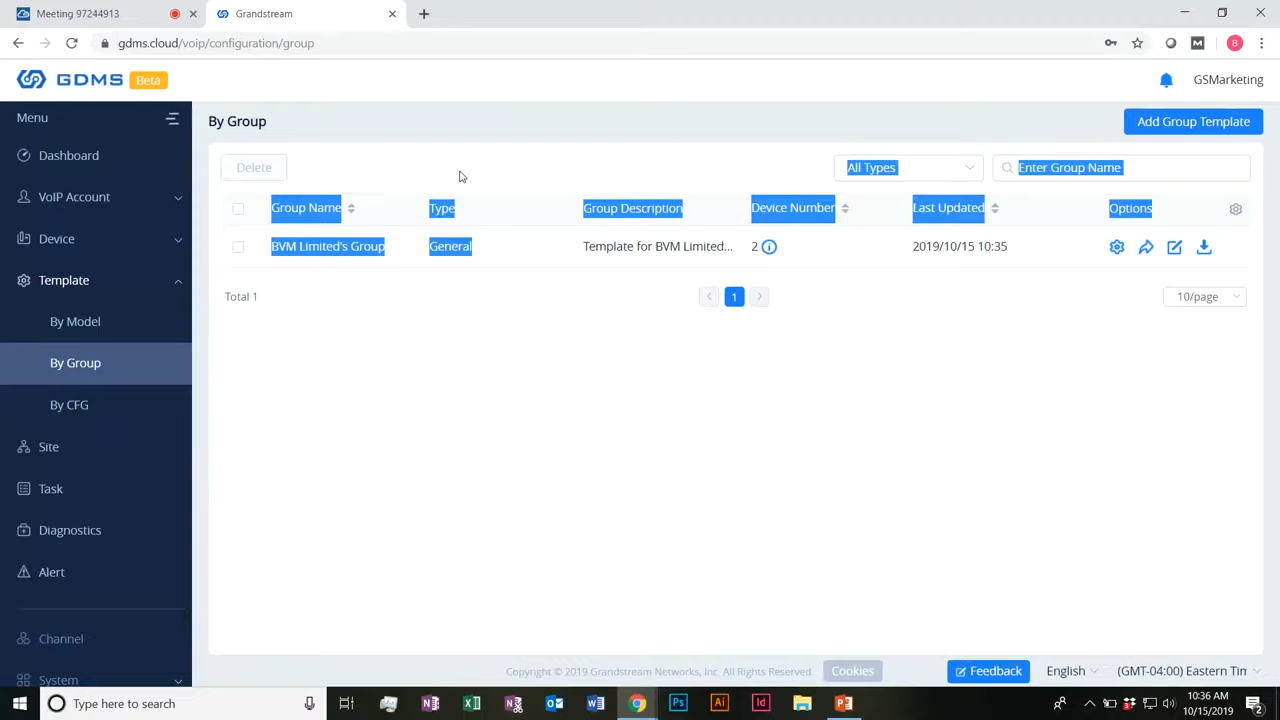 Meeting 97244913
Grandstream
gdms.cloud/voip/configuration/group
GDMS Beta
GSMarketing
Menu
By Group
Add Group Template
Dashboard
Delete
All Types
Enter Group Name
VoIP Account
Group Name
Type
Group Description
Device Number
Last Updated
Options
Device
BVM Limited's Group
General
Template for BVM Limited...
2
2019/10/15 10:35
Template
Total 1
1
10/page
By Model
By Group
By CFG
Site
Task
Diagnostics
Alert
Channel
System
Copyright © 2019 Grandstream Networks, Inc. All Rights Reserved.
Cookies
Feedback
English
(GMT-04:00) Eastern Tin
Type here to search
10:36 AM
10/15/2019
2